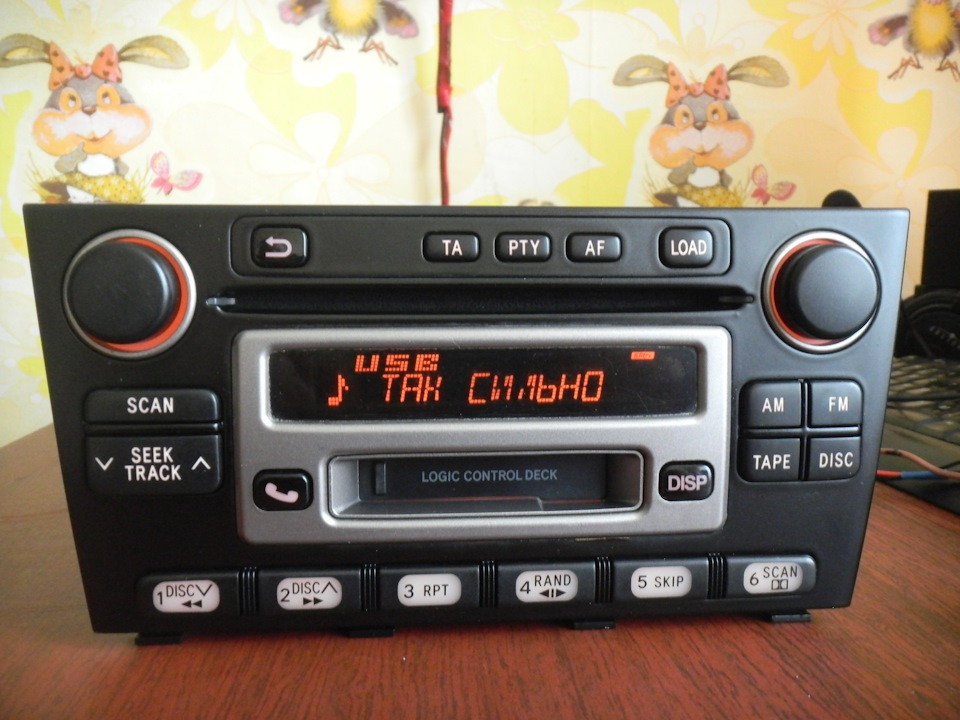 TA PTY AF LOAD
USB
♪ ТАК СИЛЬНО
SCAN
SEEK
TRACK
AM FM
TAPE DISC
LOGIC CONTROL DECK
DISP
1 DISC 2 DISC 3 RPT 4 RAND 5 SKIP 6 SCAN